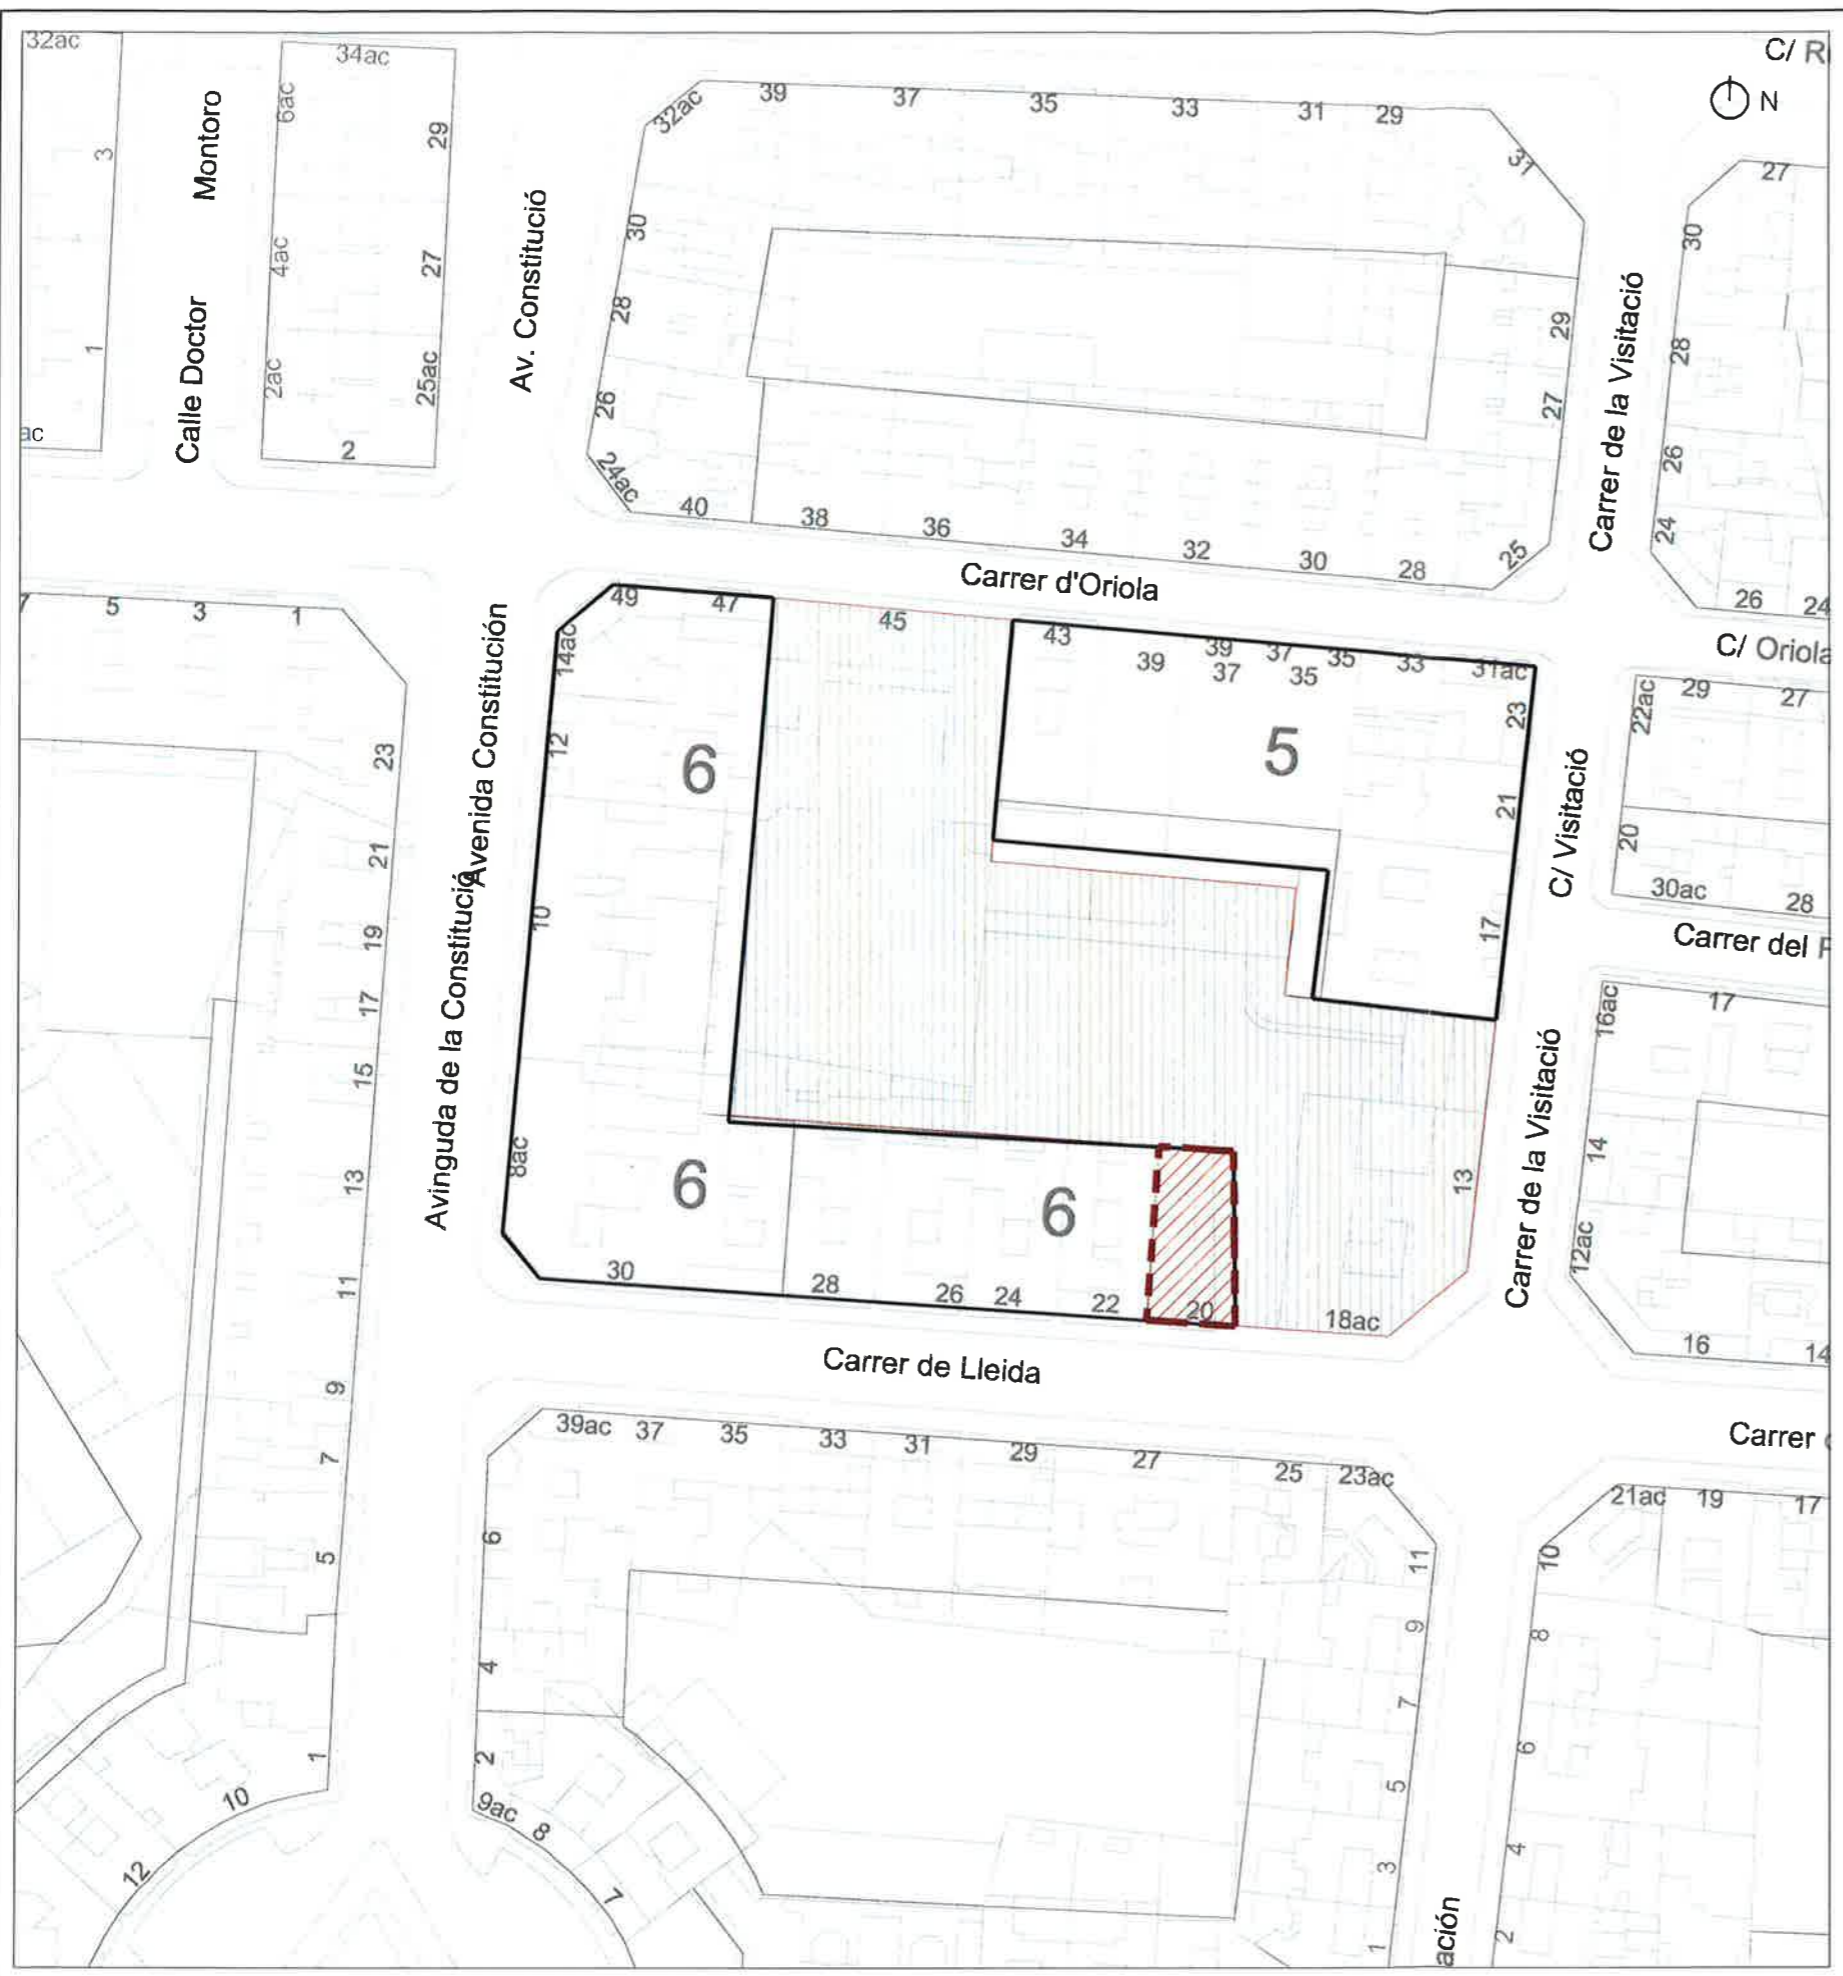 32ac
34ac
C/ R
N
3
Montoro
6ac
29
32ac
39
37
35
33
31
29
31
27
Av. Constitució
30
30
4ac
27
28
29
Carrer de la Visitació
28
1
Calle Doctor
2ac
25ac
26
27
26
ac
2
24ac
40
38
36
34
32
30
28
25
24
Carrer d'Oriola
26
24
7
5
3
1
49
47
45
43
39
37
35
33
31ac
39
37
35
C/ Oriola
14ac
Avenida Constitución
22ac
29
27
23
12
6
5
23
21
21
C/ Visitació
20
30ac
28
19
10
17
Carrer del
Avinguda de la Constitució
17
16ac
17
15
Carrer de la Visitació
13
8ac
6
6
13
14
12ac
11
30
28
26
24
22
20
18ac
16
14
Carrer de Lleida
9
39ac
37
35
33
31
29
27
25
23ac
Carrer
7
21ac
19
17
5
6
11
10
9
8
4
7
6
1
2
5
10
9ac
8
4
12
7
3
ación
2
1